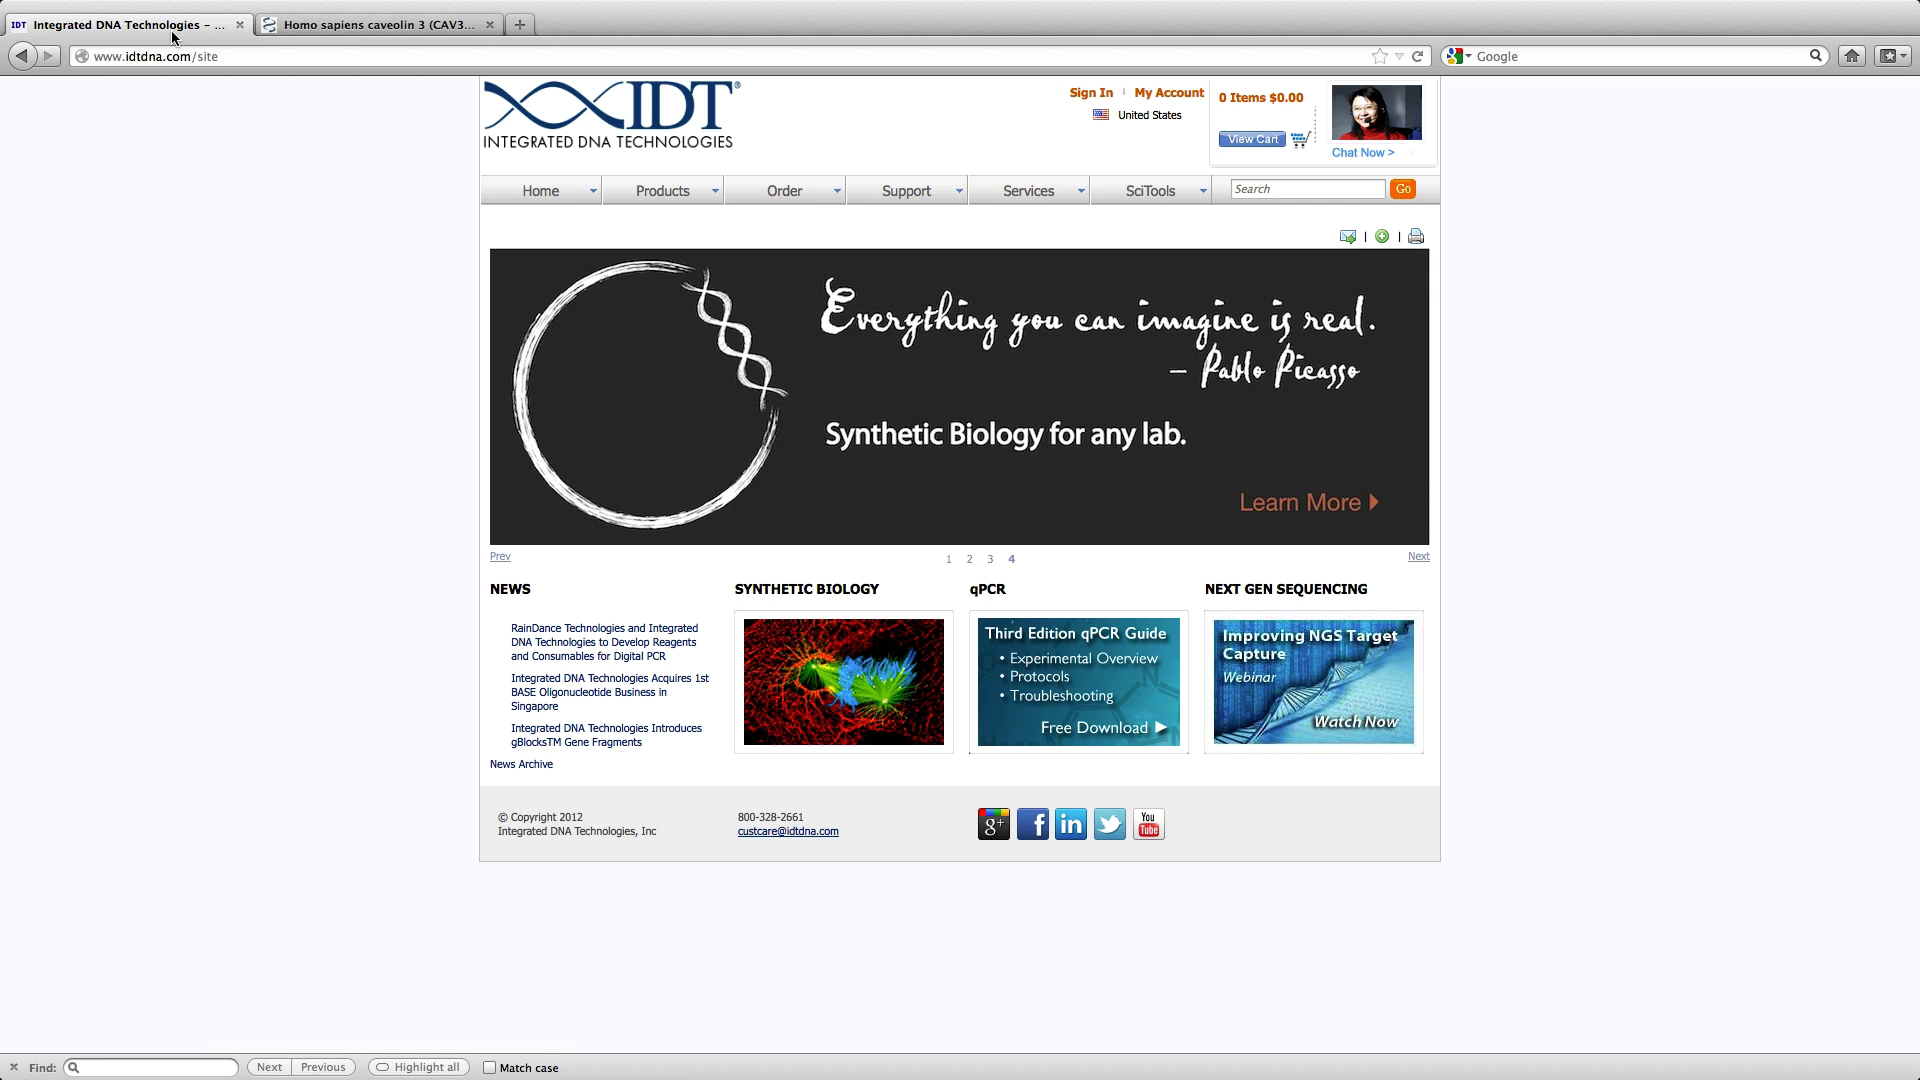 IDT Integrated DNA Technologies - ...
Homo sapiens caveolin 3 (CAV3...
www.idtdna.com/site
Google
IDT®
INTEGRATED DNA TECHNOLOGIES
Sign In
My Account
United States
0 Items $0.00
View Cart
Chat Now >
Home
Products
Order
Support
Services
SciTools
Search
Go
Everything you can imagine is real.
– Pablo Picasso
Synthetic Biology for any lab.
Learn More
Prev
1 2 3 4
Next
NEWS
RainDance Technologies and Integrated
DNA Technologies to Develop Reagents
and Consumables for Digital PCR
Integrated DNA Technologies Acquires 1st
BASE Oligonucleotide Business in
Singapore
Integrated DNA Technologies Introduces
gBlocksTM Gene Fragments
News Archive
SYNTHETIC BIOLOGY
qPCR
Third Edition qPCR Guide
• Experimental Overview
• Protocols
• Troubleshooting
Free Download
NEXT GEN SEQUENCING
Improving NGS Target
Capture
Webinar
Watch Now
© Copyright 2012
Integrated DNA Technologies, Inc
800-328-2661
custcare@idtdna.com
g+
f
in
You
Tube
Find:
Next
Previous
Highlight all
Match case